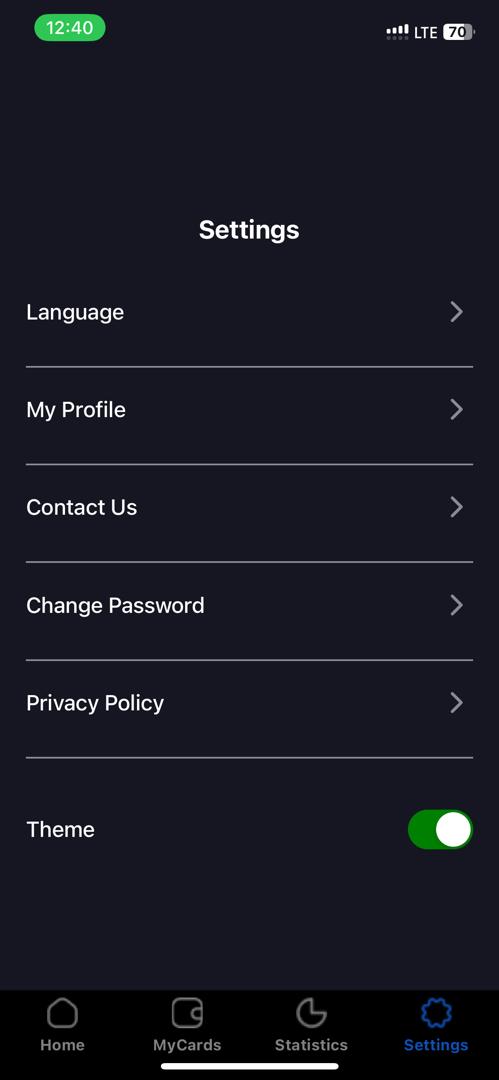 12:40
LTE 70
Settings
Language
My Profile
Contact Us
Change Password
Privacy Policy
Theme
Home MyCards Statistics Settings